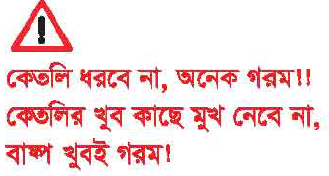 কেতলি ধরবে না, অনেক গরম!!
কেতলির খুব কাছে মুখ নেবে না,
বাষ্প খুবই গরম!